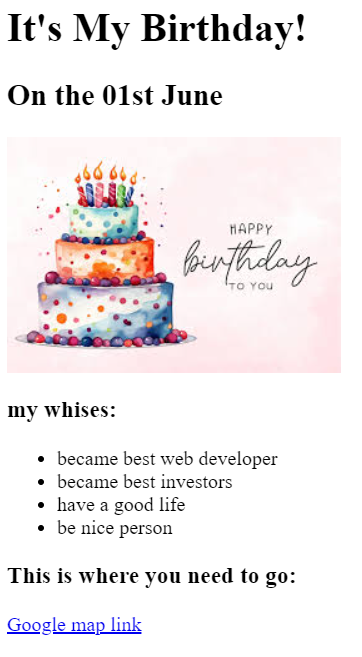 It's My Birthday!
On the 01st June
HAPPY
birthday
TO YOU
my whises:
became best web developer
became best investors
have a good life
be nice person
This is where you need to go:
Google map link